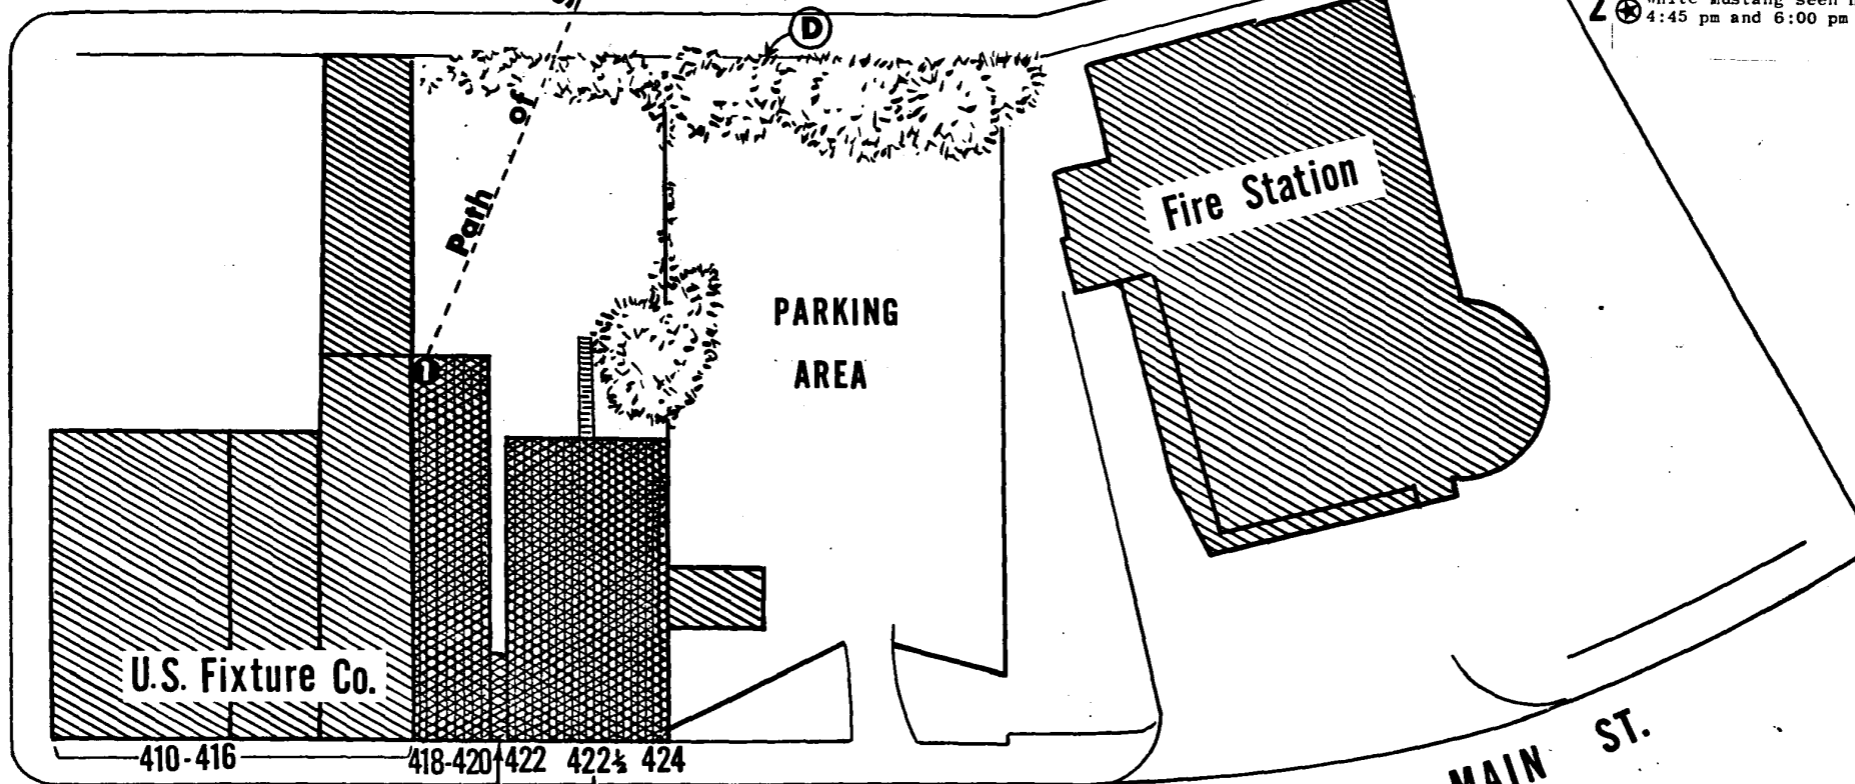 D
2
4:45 pm and 6:00 pm
Path of
Fire Station
PARKING
AREA
1
U.S. Fixture Co.
410-416
418-420
422
422½
424
MAIN ST.